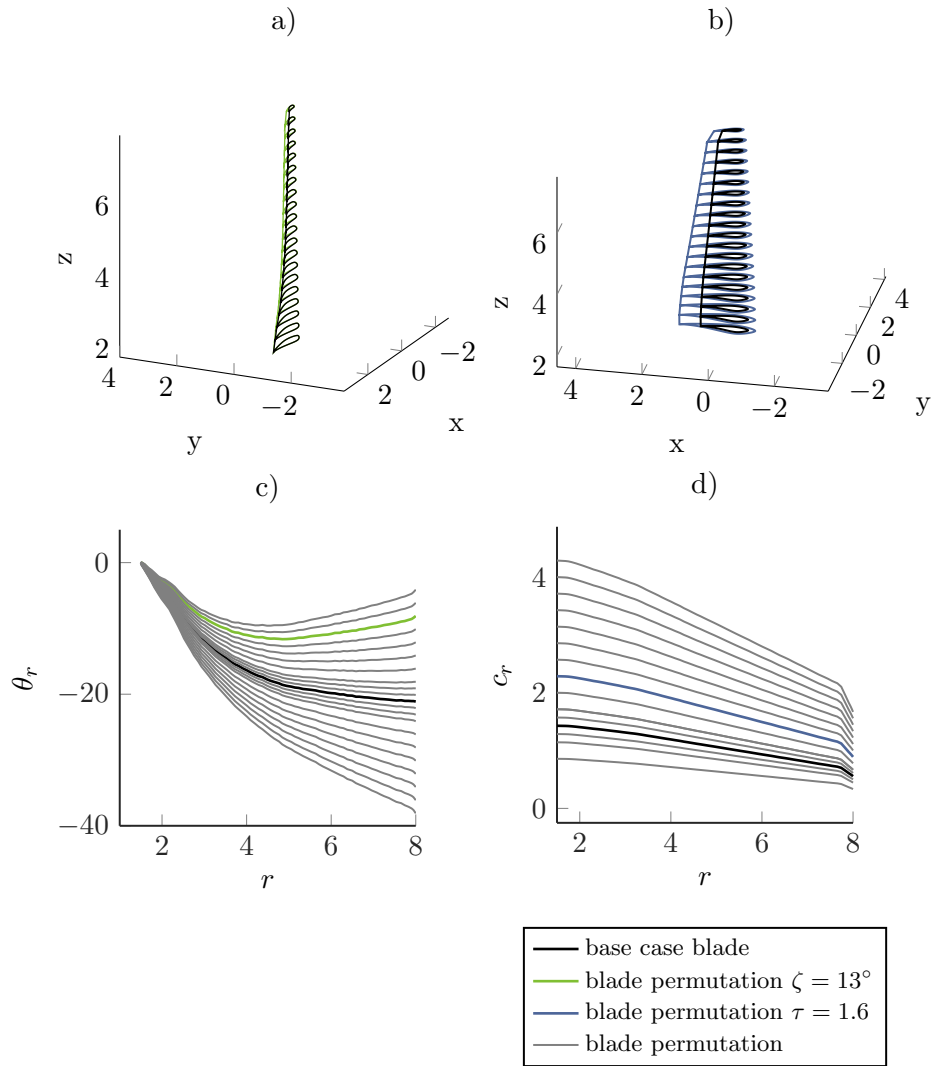 a)
b)
z
6
4
2
4
2
0
−2
y
2
0
−2
x
z
6
4
2
4
2
0
−2
x
−2
0
2
4
y
c)
d)
θr
0
−20
−40
2
4
6
8
r
cr
4
2
0
2
4
6
8
r
base case blade
blade permutation ζ = 13°
blade permutation τ = 1.6
blade permutation